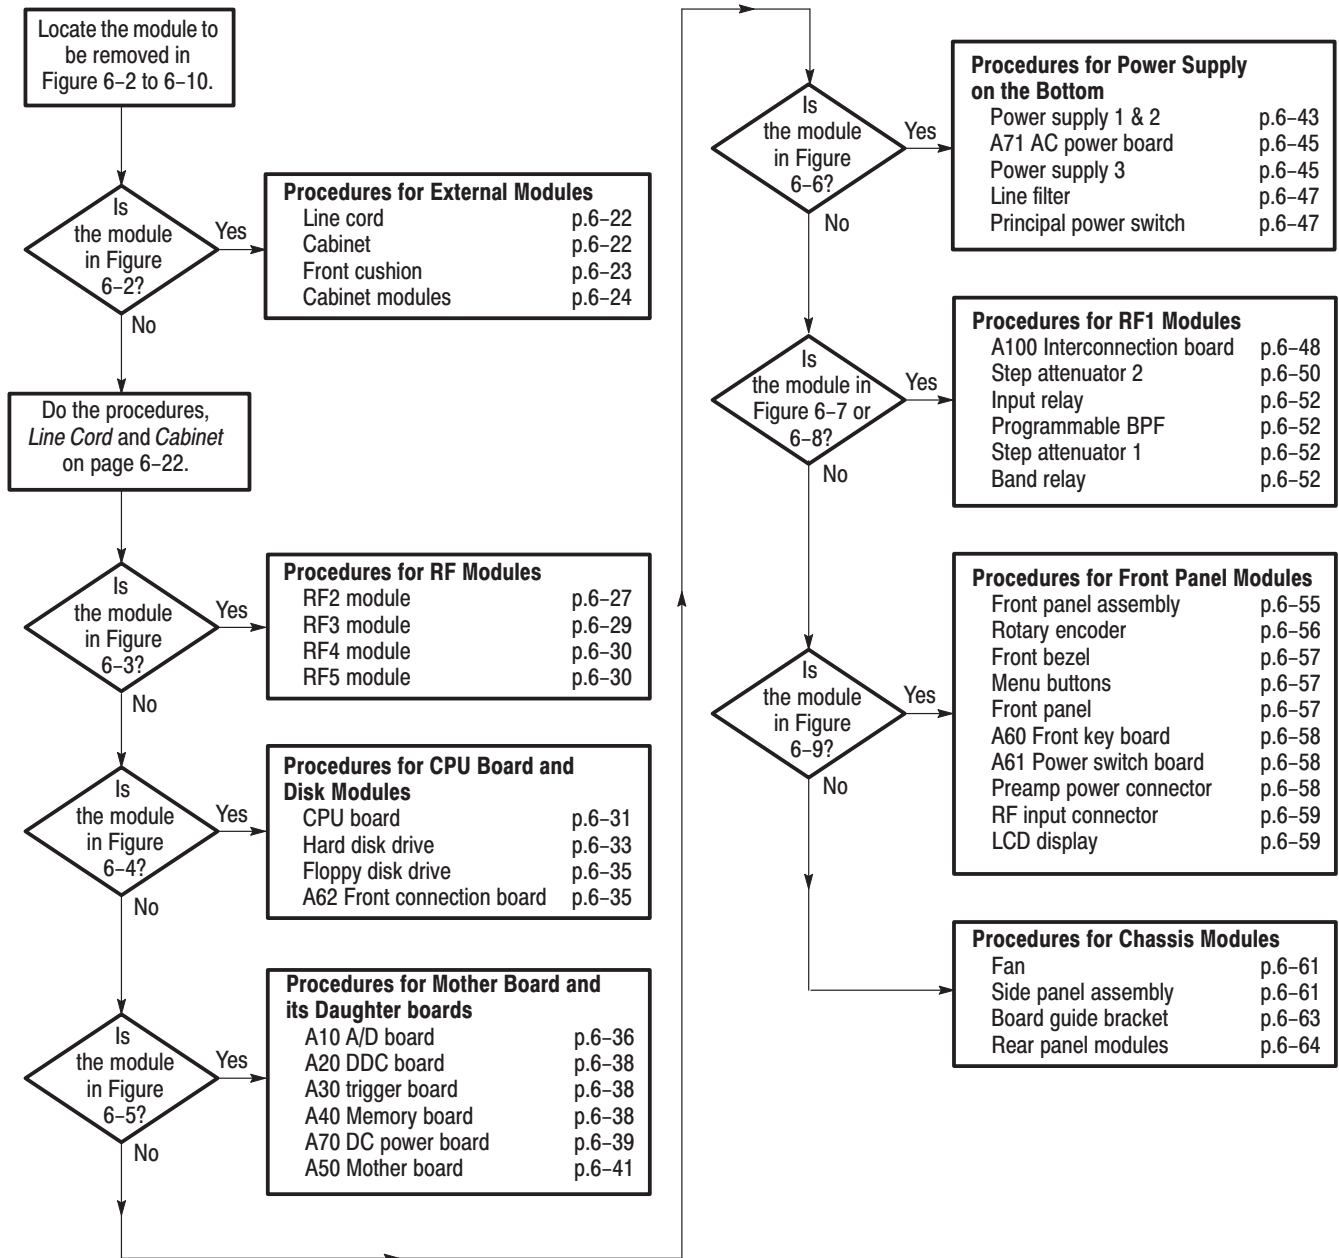 Locate the module to
be removed in
Figure 6–2 to 6–10.
Is
the module
in Figure
6–2?
Yes
No
Procedures for External Modules
Line cord p.6–22
Cabinet p.6–22
Front cushion p.6–23
Cabinet modules p.6–24
Do the procedures,
Line Cord and Cabinet
on page 6–22.
Is
the module
in Figure
6–3?
Yes
No
Procedures for RF Modules
RF2 module p.6–27
RF3 module p.6–29
RF4 module p.6–30
RF5 module p.6–30
Is
the module
in Figure
6–4?
Yes
No
Procedures for CPU Board and
Disk Modules
CPU board p.6–31
Hard disk drive p.6–33
Floppy disk drive p.6–35
A62 Front connection board p.6–35
Is
the module
in Figure
6–5?
Yes
No
Procedures for Mother Board and
its Daughter boards
A10 A/D board p.6–36
A20 DDC board p.6–38
A30 trigger board p.6–38
A40 Memory board p.6–38
A70 DC power board p.6–39
A50 Mother board p.6–41
Is
the module
in Figure
6–6?
Yes
No
Procedures for Power Supply
on the Bottom
Power supply 1 & 2 p.6–43
A71 AC power board p.6–45
Power supply 3 p.6–45
Line filter p.6–47
Principal power switch p.6–47
Is
the module in
Figure 6–7 or
6–8?
Yes
No
Procedures for RF1 Modules
A100 Interconnection board p.6–48
Step attenuator 2 p.6–50
Input relay p.6–52
Programmable BPF p.6–52
Step attenuator 1 p.6–52
Band relay p.6–52
Is
the module
in Figure
6–9?
Yes
No
Procedures for Front Panel Modules
Front panel assembly p.6–55
Rotary encoder p.6–56
Front bezel p.6–57
Menu buttons p.6–57
Front panel p.6–57
A60 Front key board p.6–58
A61 Power switch board p.6–58
Preamp power connector p.6–58
RF input connector p.6–59
LCD display p.6–59
Procedures for Chassis Modules
Fan p.6–61
Side panel assembly p.6–61
Board guide bracket p.6–63
Rear panel modules p.6–64